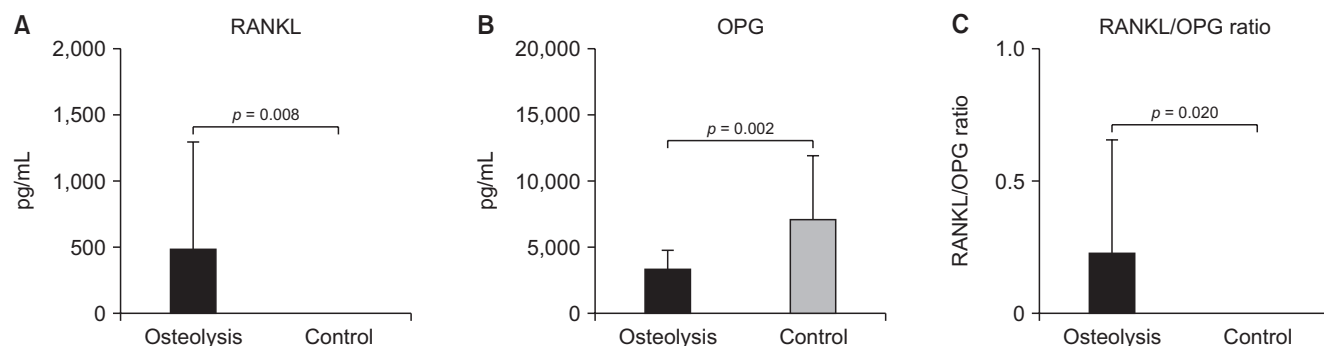 A
RANKL
2,000
1,500
1,000
500
0
pg/mL
p = 0.008
Osteolysis
Control
B
OPG
20,000
15,000
10,000
5,000
0
pg/mL
p = 0.002
Osteolysis
Control
C
RANKL/OPG ratio
1.0
0.5
0
RANKL/OPG ratio
p = 0.020
Osteolysis
Control